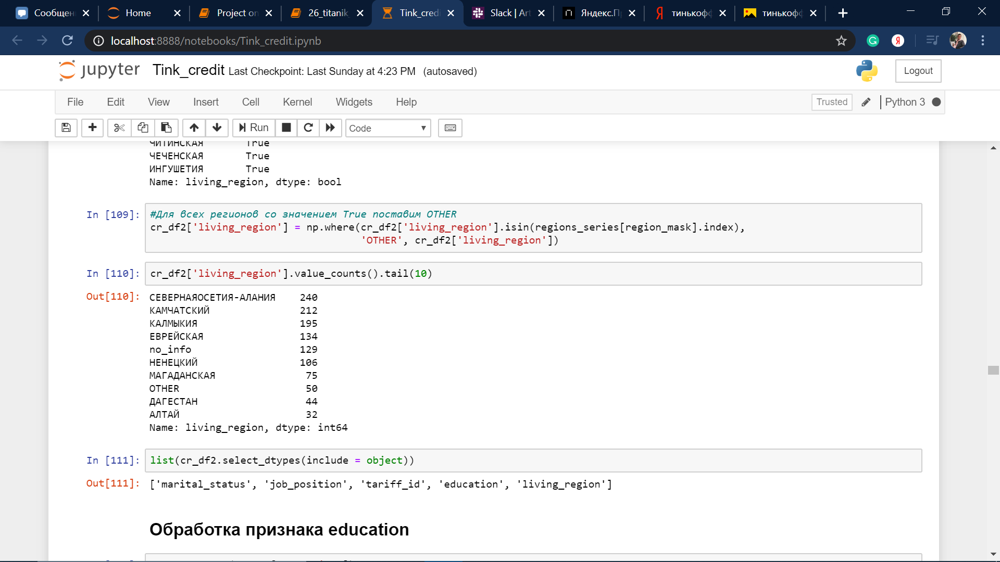 Сообщен
Home
Project on
26_titanik_
Tink_credi
Slack | Art
Яндекс.П
тинькофф
тинькофф
localhost:8888/notebooks/Tink_credit.ipynb
jupyter Tink_credit Last Checkpoint: Last Sunday at 4:23 PM (autosaved)
Logout
File Edit View Insert Cell Kernel Widgets Help
Trusted
Python 3
Run
Code
ЧИТИНСКАЯ True
ЧЕЧЕНСКАЯ True
ИНГУШЕТИЯ True
Name: living_region, dtype: bool
In [109]: #Для всех регионов со значением True поставим OTHER
cr_df2['living_region'] = np.where(cr_df2['living_region'].isin(regions_series[region_mask].index),
'OTHER', cr_df2['living_region'])
In [110]: cr_df2['living_region'].value_counts().tail(10)
Out[110]: СЕВЕРНАЯОСЕТИЯ-АЛАНИЯ 240
КАМЧАТСКИЙ 212
КАЛМЫКИЯ 195
ЕВРЕЙСКАЯ 134
no_info 129
НЕНЕЦКИЙ 106
МАГАДАНСКАЯ 75
OTHER 50
ДАГЕСТАН 44
АЛТАЙ 32
Name: living_region, dtype: int64
In [111]: list(cr_df2.select_dtypes(include = object))
Out[111]: ['marital_status', 'job_position', 'tariff_id', 'education', 'living_region']
Обработка признака education